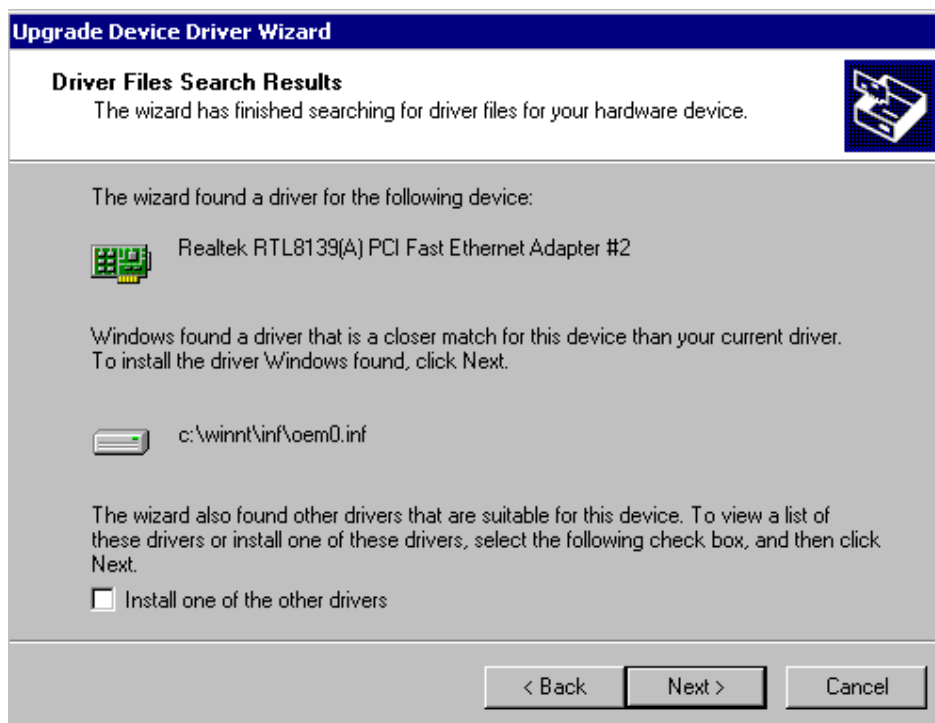 Upgrade Device Driver Wizard
Driver Files Search Results
The wizard has finished searching for driver files for your hardware device.
The wizard found a driver for the following device:
Realtek RTL8139(A) PCI Fast Ethernet Adapter #2
Windows found a driver that is a closer match for this device than your current driver.
To install the driver Windows found, click Next.
c:\winnt\inf\oem0.inf
The wizard also found other drivers that are suitable for this device. To view a list of
these drivers or install one of these drivers, select the following check box, and then click
Next.
Install one of the other drivers
< Back Next > Cancel